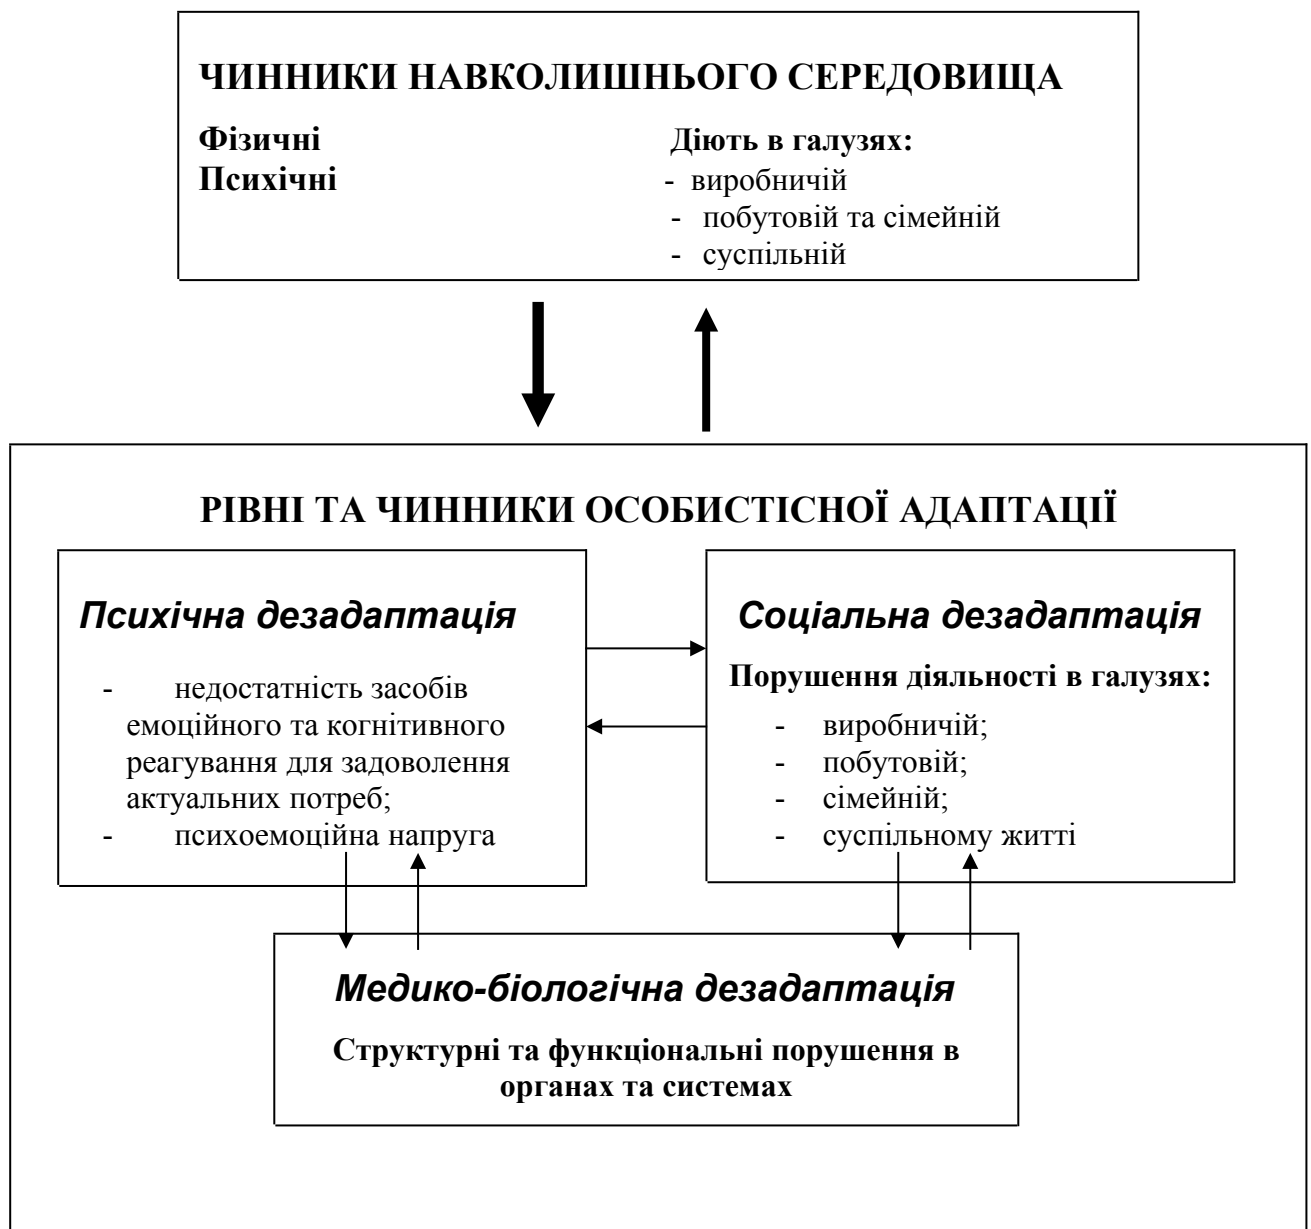 ЧИННИКИ НАВКОЛИШНЬОГО СЕРЕДОВИЩА
Фізичні
Психічні
Діють в галузях:
- виробничій
- побутовій та сімейній
- суспільній
РІВНІ ТА ЧИННИКИ ОСОБИСТІСНОЇ АДАПТАЦІЇ
Психічна дезадаптація
- недостатність засобів
емоційного та когнітивного
реагування для задоволення
актуальних потреб;
- психоемоційна напруга
Соціальна дезадаптація
Порушення діяльності в галузях:
- виробничій;
- побутовій;
- сімейній;
- суспільному житті
Медико-біологічна дезадаптація
Структурні та функціональні порушення в
органах та системах